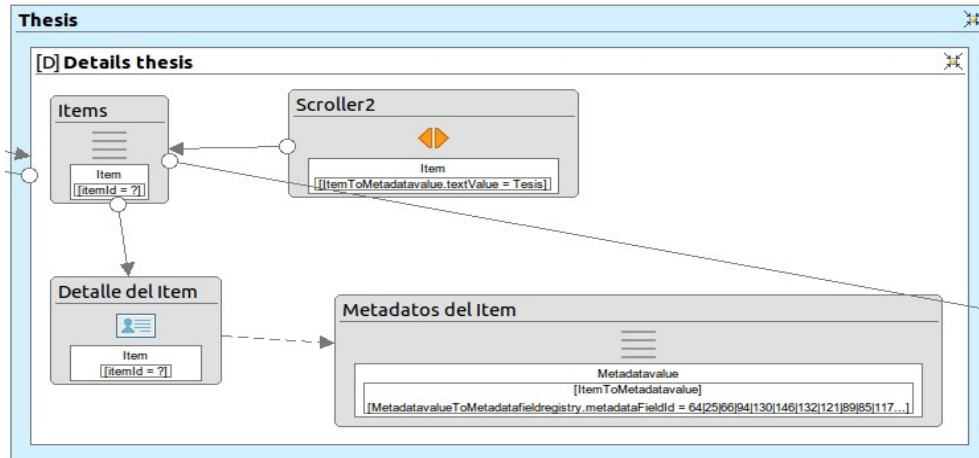 Thesis
[D] Details thesis
Items
Item
[itemId = ?]
Scroller2
Item
[ItemToMetadatavalue.textValue = Tesis]
Detalle del Item
Item
[itemId = ?]
Metadatos del Item
Metadatavalue
[ItemToMetadatavalue]
[MetadatavalueToMetadatafieldregistry.metadataFieldId = 64|25|66|94|130|146|132|121|89|85|117...]